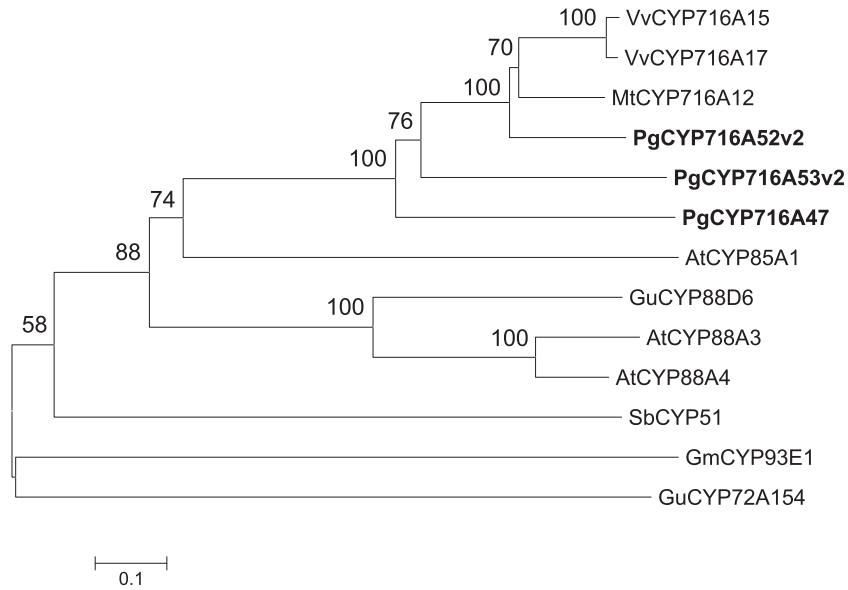 100 VvCYP716A15
70
VvCYP716A17
100
MtCYP716A12
76
PgCYP716A52v2
100
PgCYP716A53v2
74
PgCYP716A47
88
AtCYP85A1
100
GuCYP88D6
58
100
AtCYP88A3
AtCYP88A4
SbCYP51
GmCYP93E1
GuCYP72A154
0.1